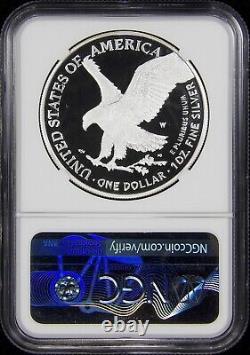 UNITED STATES OF AMERICA
W
E PLURIBUS UNUM
1 OZ. FINE SILVER ~ ONE DOLLAR
NGCcoin.com/verify
NGC